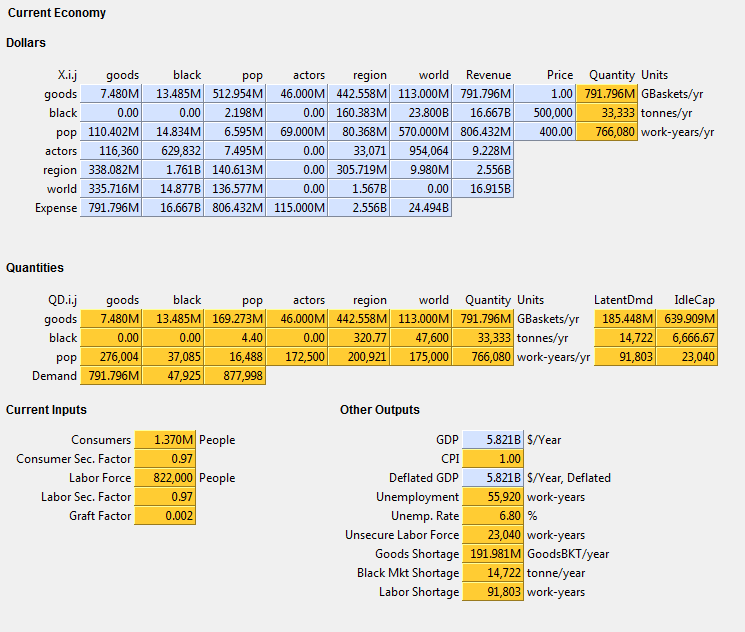 Current Economy
Dollars
X.i.j goods black pop actors region world Revenue Price Quantity Units
goods 7.480M 13.485M 512.954M 46.000M 442.558M 113.000M 791.796M 1.00 791.796M GBaskets/yr
black 0.00 0.00 2.198M 0.00 160.383M 23.800B 16.667B 500,000 33,333 tonnes/yr
pop 110.402M 14.834M 6.595M 69.000M 80.368M 570.000M 806.432M 400.00 766,080 work-years/yr
actors 116,360 629,832 7.495M 0.00 33,071 954,064 9.228M
region 338.082M 1.761B 140.613M 0.00 305.719M 9.980M 2.556B
world 335.716M 14.877B 136.577M 0.00 1.567B 0.00 16.915B
Expense 791.796M 16.667B 806.432M 115.000M 2.556B 24.494B
Quantities
QD.i.j goods black pop actors region world Quantity Units LatentDmd IdleCap
goods 7.480M 13.485M 169.273M 46.000M 442.558M 113.000M 791.796M GBaskets/yr 185.448M 639.909M
black 0.00 0.00 4.40 0.00 320.77 47,600 33,333 tonnes/yr 14,722 6,666.67
pop 276,004 37,085 16,488 172,500 200,921 175,000 766,080 work-years/yr 91,803 23,040
Demand 791.796M 47,925 877,998
Current Inputs
Consumers 1.370M People
Consumer Sec. Factor 0.97
Labor Force 822,000 People
Labor Sec. Factor 0.97
Graft Factor 0.002
Other Outputs
GDP 5.821B $/Year
CPI 1.00
Deflated GDP 5.821B $/Year, Deflated
Unemployment 55,920 work-years
Unemp. Rate 6.80 %
Unsecure Labor Force 23,040 work-years
Goods Shortage 191.981M GoodsBKT/year
Black Mkt Shortage 14,722 tonne/year
Labor Shortage 91,803 work-years